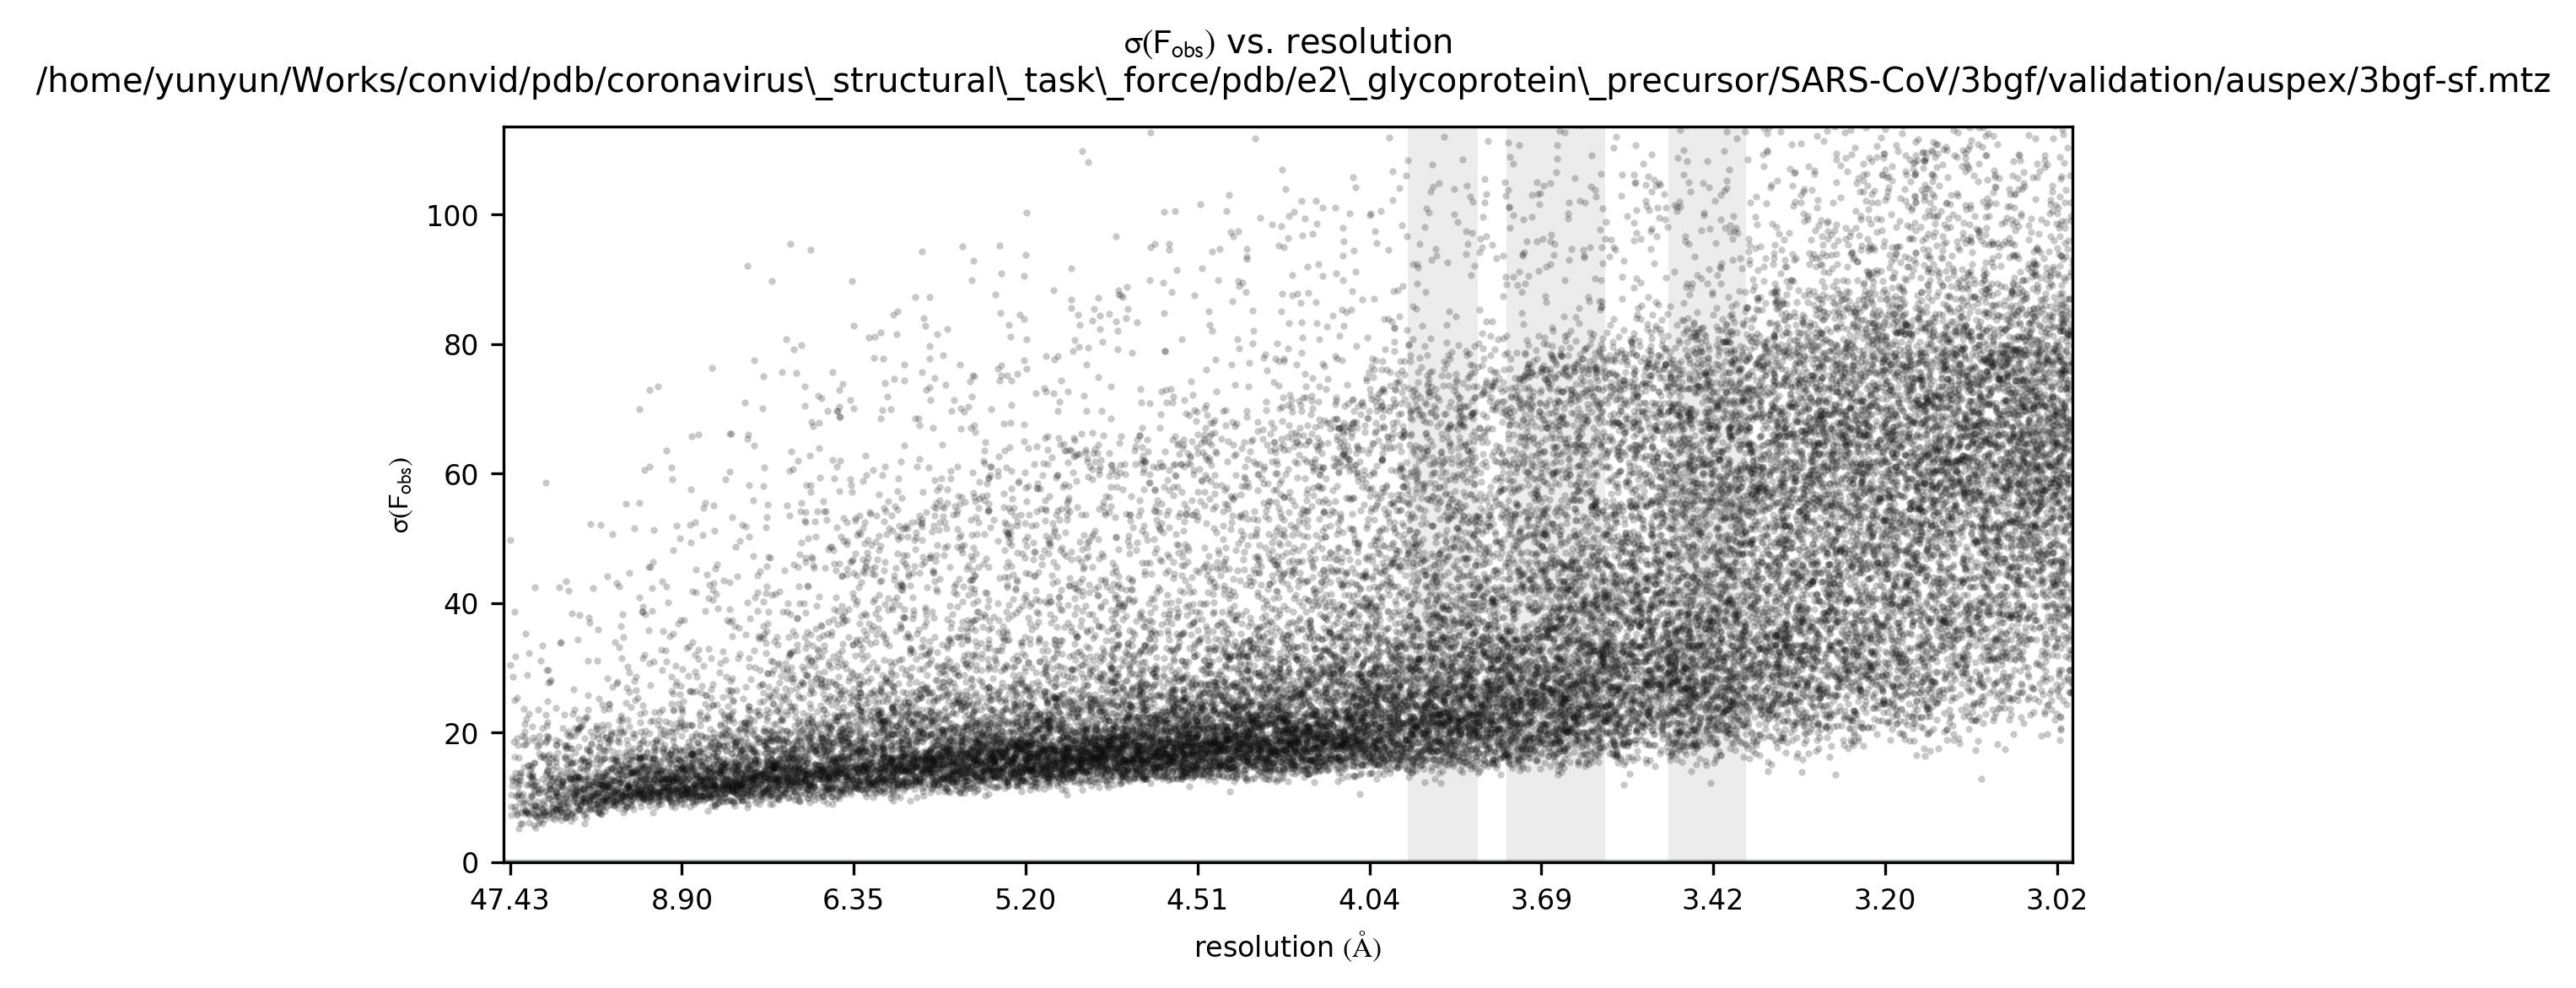 σ(Fobs) vs. resolution
/home/yunyun/Works/convid/pdb/coronavirus\_structural\_task\_force/pdb/e2\_glycoprotein\_precursor/SARS-CoV/3bgf/validation/auspex/3bgf-sf.mtz
100
80
60
40
20
0
σ(Fobs)
47.43 8.90 6.35 5.20 4.51 4.04 3.69 3.42 3.20 3.02
resolution (Å)